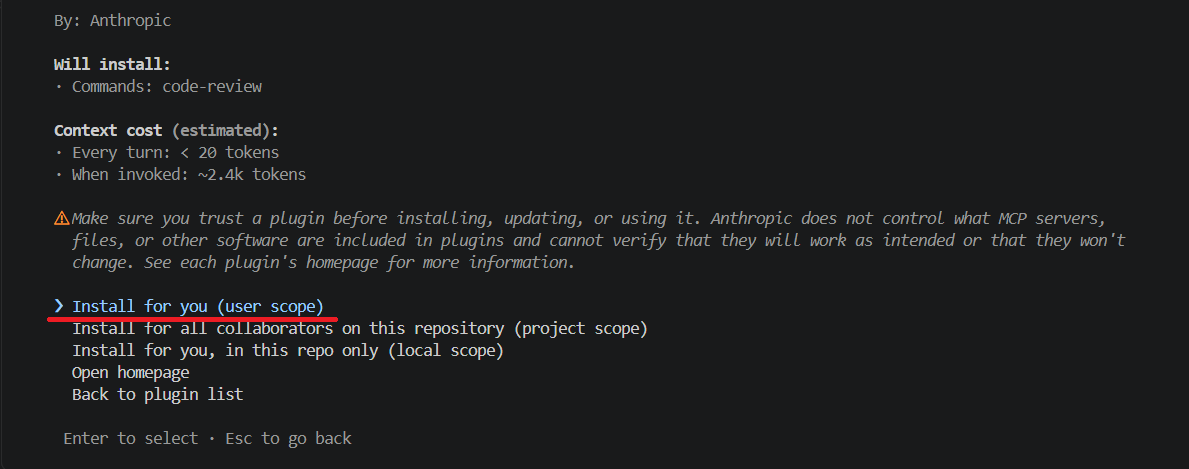 By: Anthropic
Will install:
· Commands: code-review
Context cost (estimated):
· Every turn: < 20 tokens
· When invoked: ~2.4k tokens
⚠Make sure you trust a plugin before installing, updating, or using it. Anthropic does not control what MCP servers,
files, or other software are included in plugins and cannot verify that they will work as intended or that they won't
change. See each plugin's homepage for more information.
❯ Install for you (user scope)
Install for all collaborators on this repository (project scope)
Install for you, in this repo only (local scope)
Open homepage
Back to plugin list
Enter to select · Esc to go back